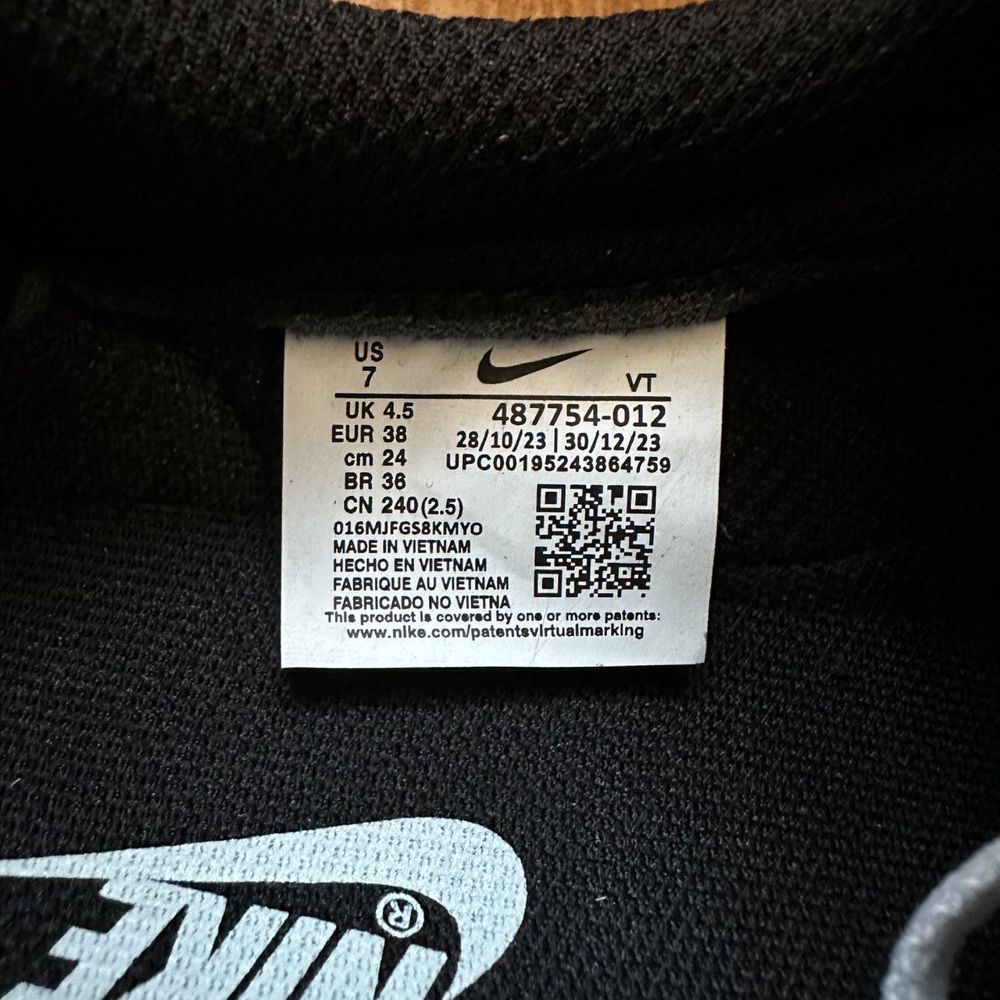 US
7
VT
UK 4.5
487754-012
EUR 38
28/10/23 | 30/12/23
cm 24
UPC00195243864759
BR 36
CN 240(2.5)
016MJFGS8KMYO
MADE IN VIETNAM
HECHO EN VIETNAM
FABRIQUE AU VIETNAM
FABRICADO NO VIETNA
This product is covered by one or more patents:
www.nike.com/patentsvirtualmarking
NIKE®